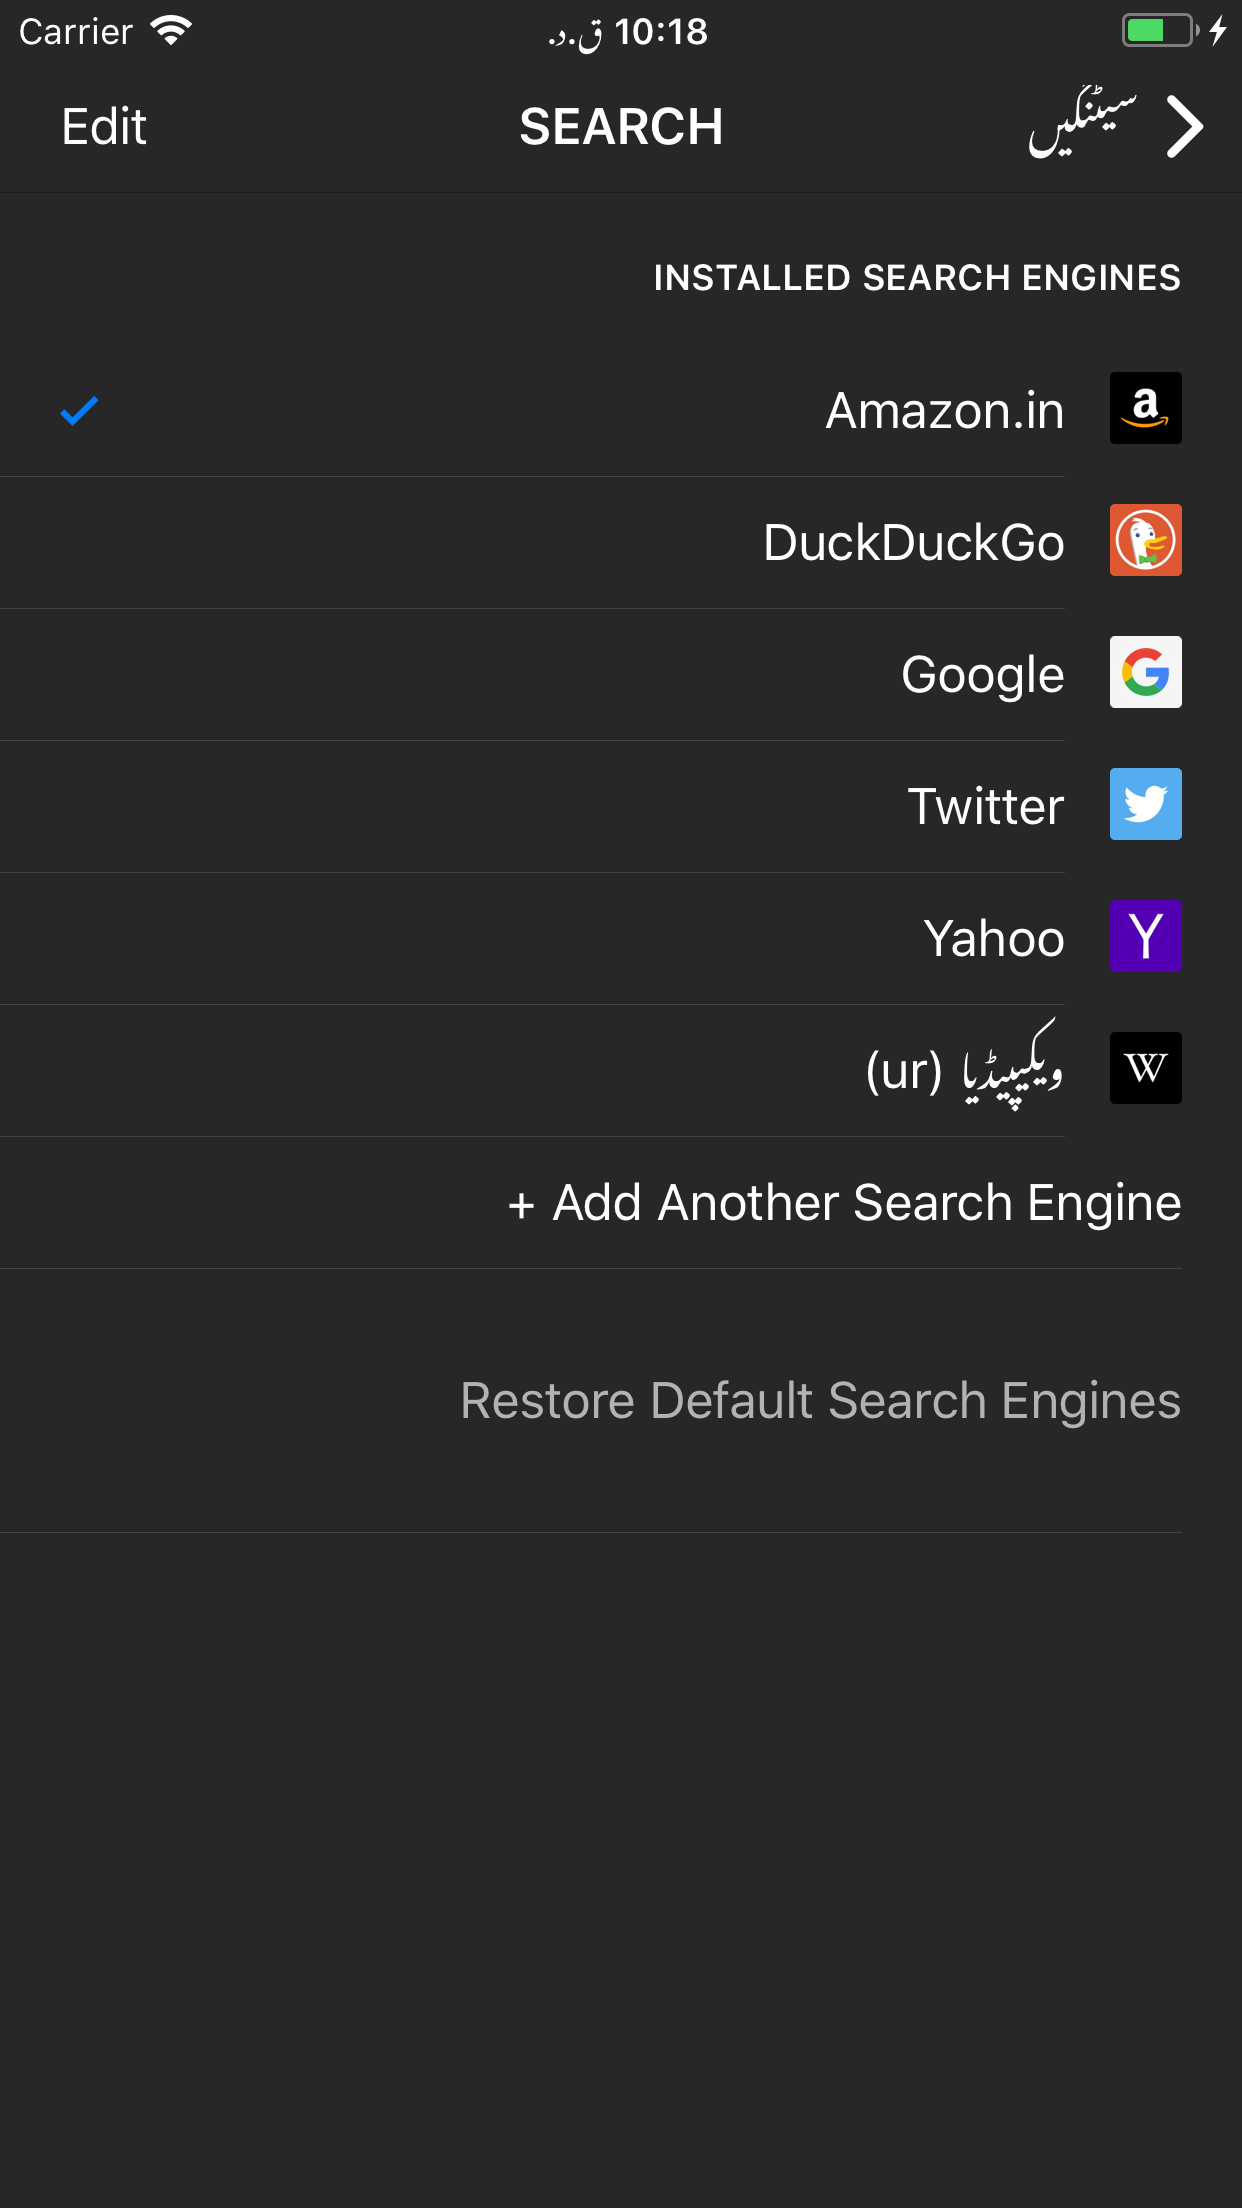 Carrier 10:18 ق.د.
Edit SEARCH سیٹنگیں
INSTALLED SEARCH ENGINES
Amazon.in
DuckDuckGo
Google
Twitter
Yahoo
ویکیپیڈیا (ur)
+ Add Another Search Engine
Restore Default Search Engines